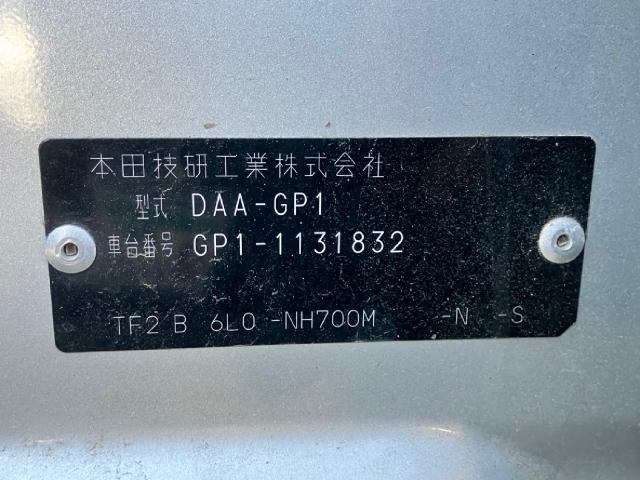 本田技研工業株式会社
型式 DAA-GP1
車台番号 GP1-1131832
TF2 B 6L0 -NH700M -N -S